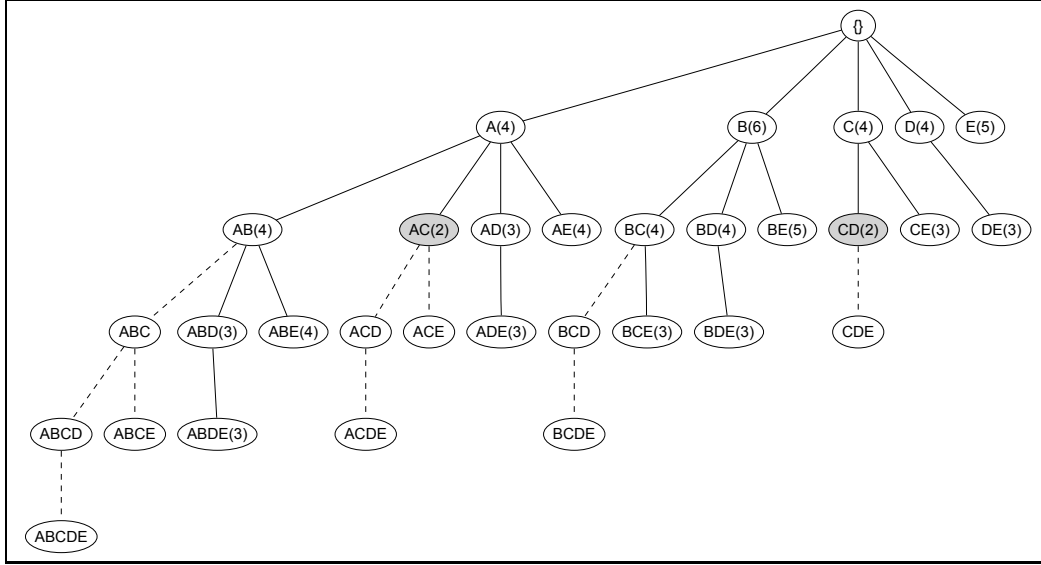 {}
A(4) B(6) C(4) D(4) E(5)
AB(4) AC(2) AD(3) AE(4) BC(4) BD(4) BE(5) CD(2) CE(3) DE(3)
ABC ABD(3) ABE(4) ACD ACE ADE(3) BCD BCE(3) BDE(3) CDE
ABCD ABCE ABDE(3) ACDE BCDE
ABCDE